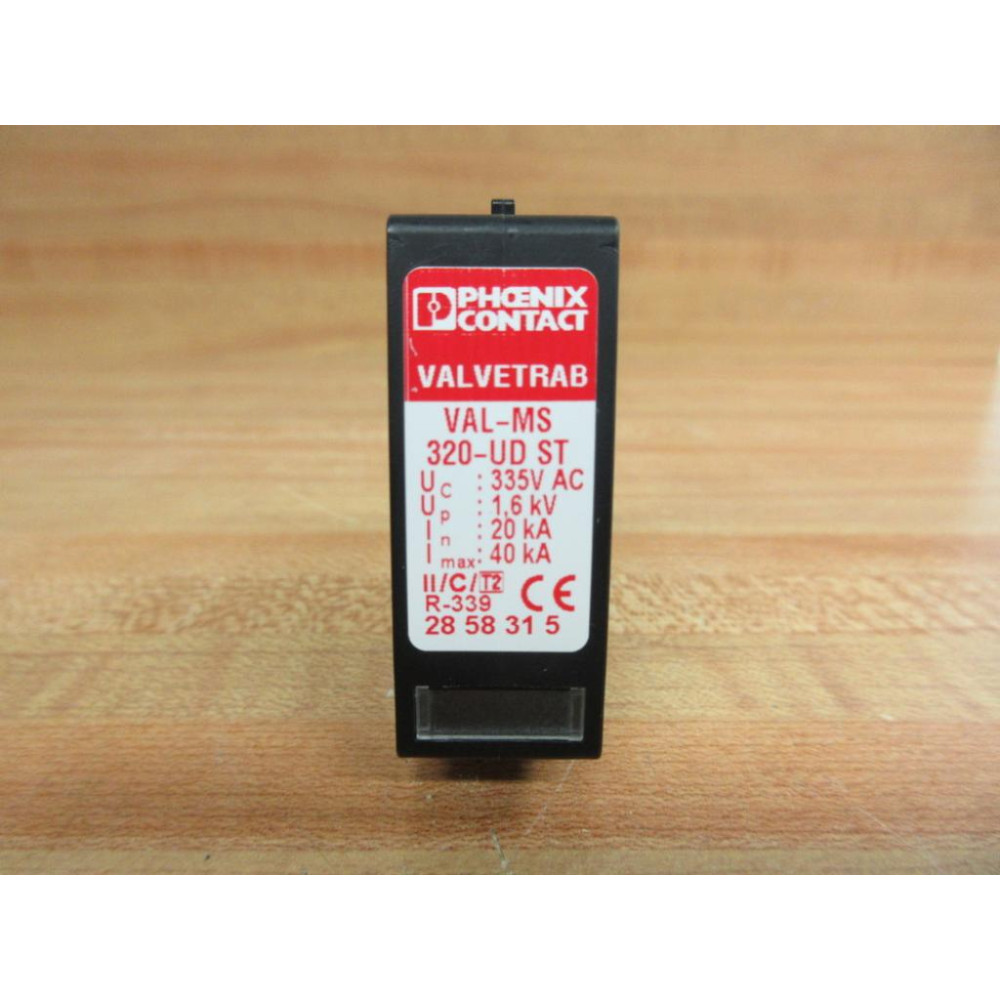 PHŒNIX
CONTACT
VALVETRAB
VAL-MS
320-UD ST
UC : 335V AC
Up : 1,6 kV
In : 20 kA
Imax: 40 kA
II/C/T2
R-339 CE
28 58 31 5